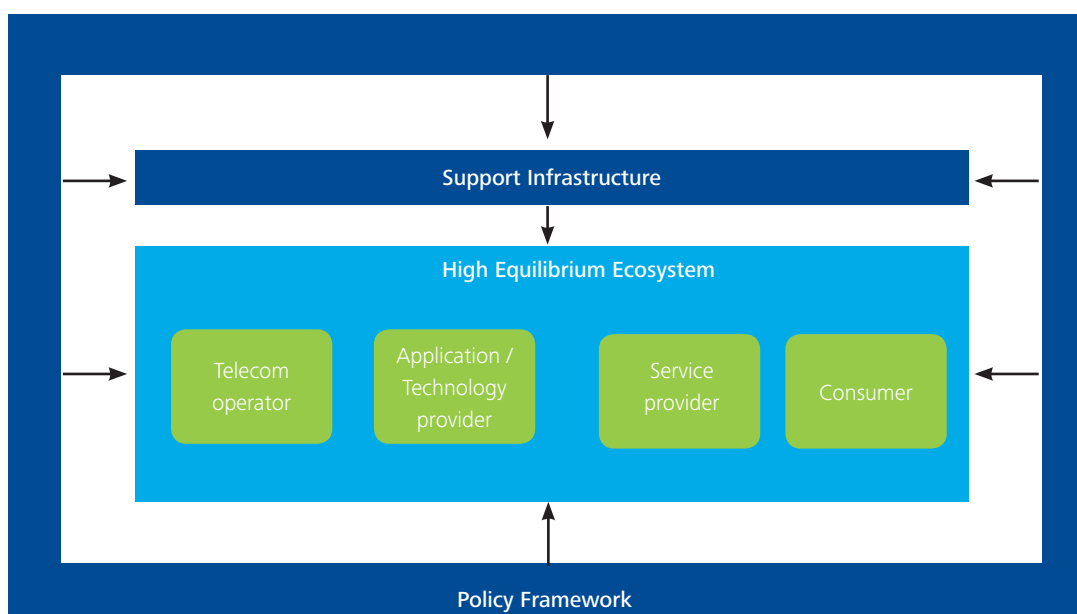 Support Infrastructure
High Equilibrium Ecosystem
Telecom
operator
Application /
Technology
provider
Service
provider
Consumer
Policy Framework